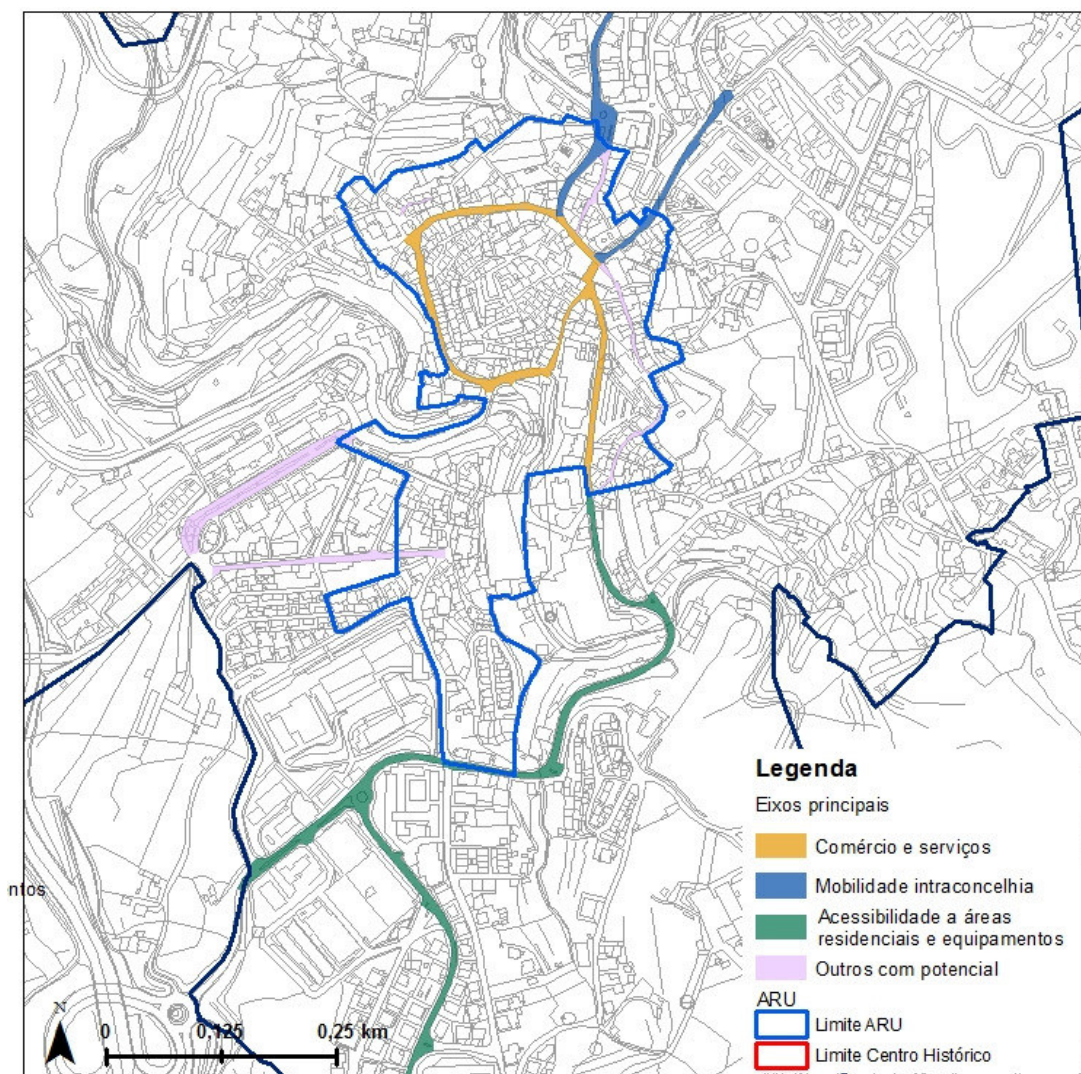 Legenda
Eixos principais
Comércio e serviços
Mobilidade intraconcelhia
Acessibilidade a áreas
residenciais e equipamentos
Outros com potencial
ARU
Limite ARU
Limite Centro Histórico
ntos
N
0 0,125 0,25 km